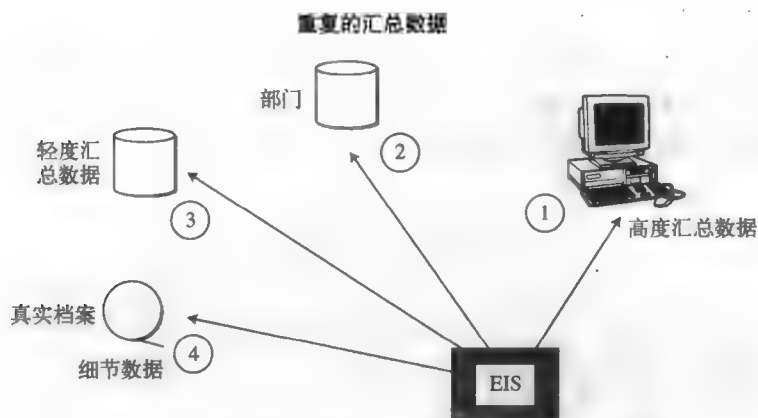 重复的汇总数据
部门
轻度汇
总数据
②
①
③
高度汇总数据
真实档案
④
细节数据
EIS